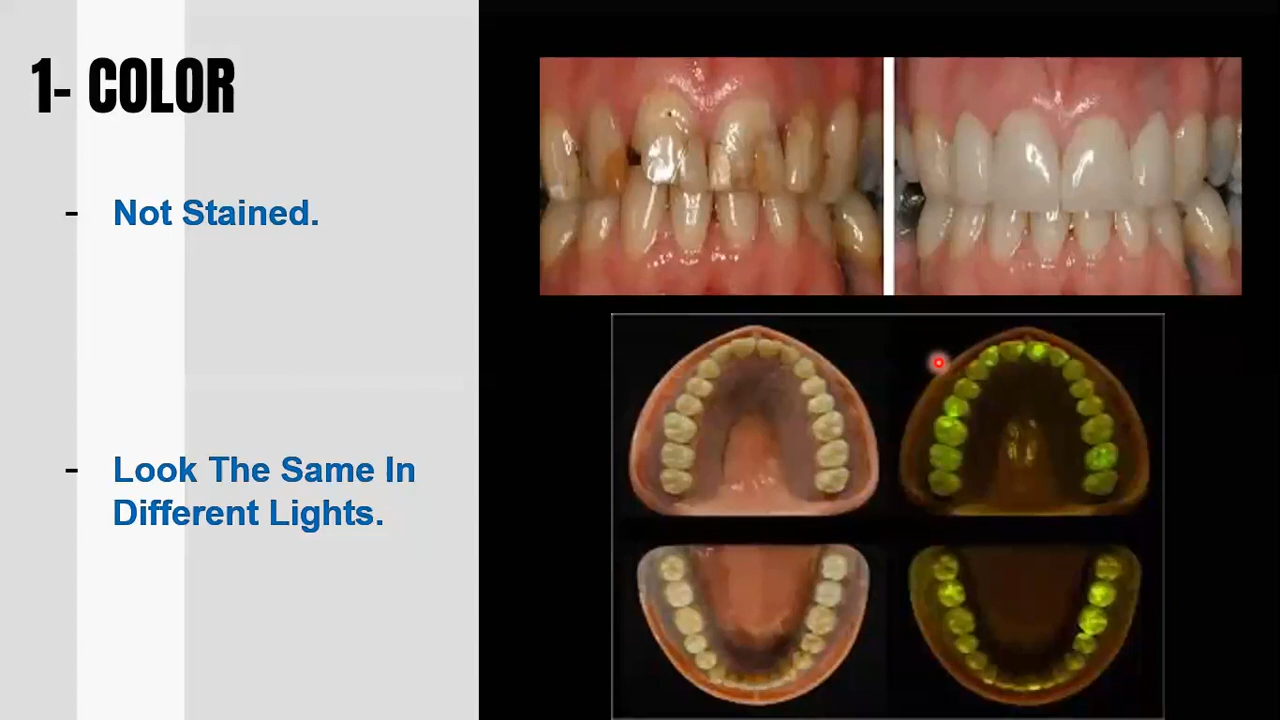 1- COLOR
- Not Stained.
- Look The Same In
Different Lights.